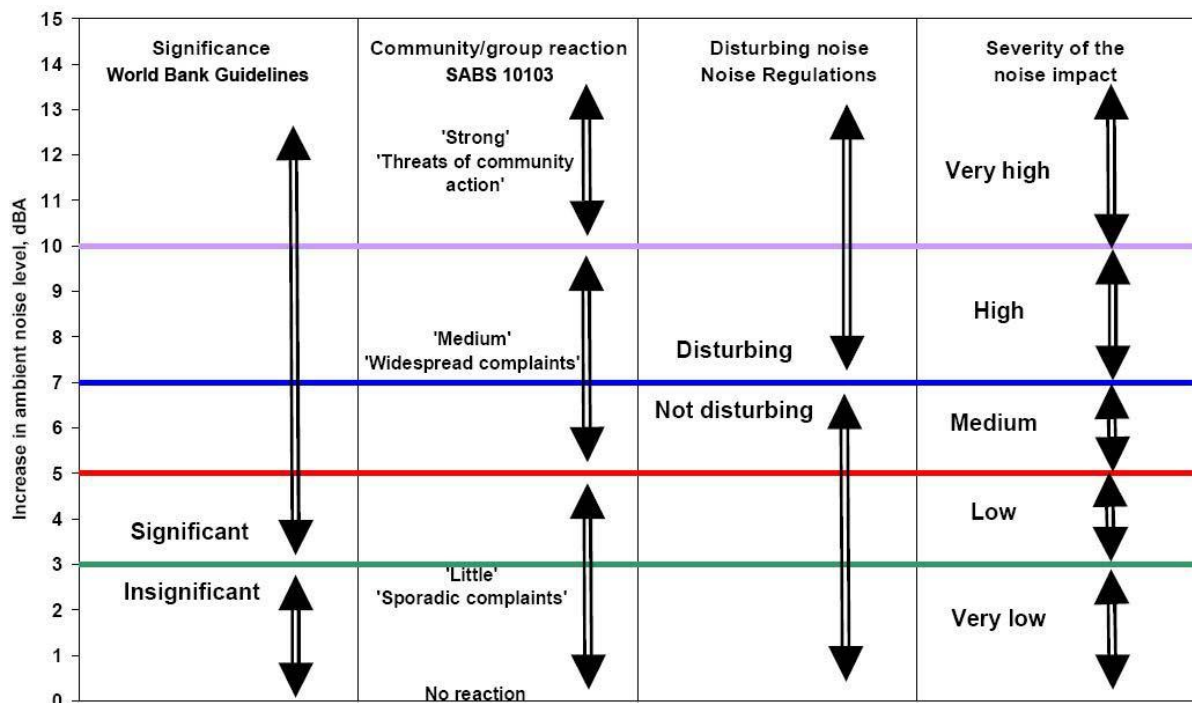 Increase in ambient noise level, dBA
15
14
13
12
11
10
9
8
7
6
5
4
3
2
1
0
Significance
World Bank Guidelines
Significant
Insignificant
Community/group reaction
SABS 10103
'Strong'
'Threats of community
action'
'Medium'
'Widespread complaints'
'Little'
'Sporadic complaints'
No reaction
Disturbing noise
Noise Regulations
Disturbing
Not disturbing
Severity of the
noise impact
Very high
High
Medium
Low
Very low